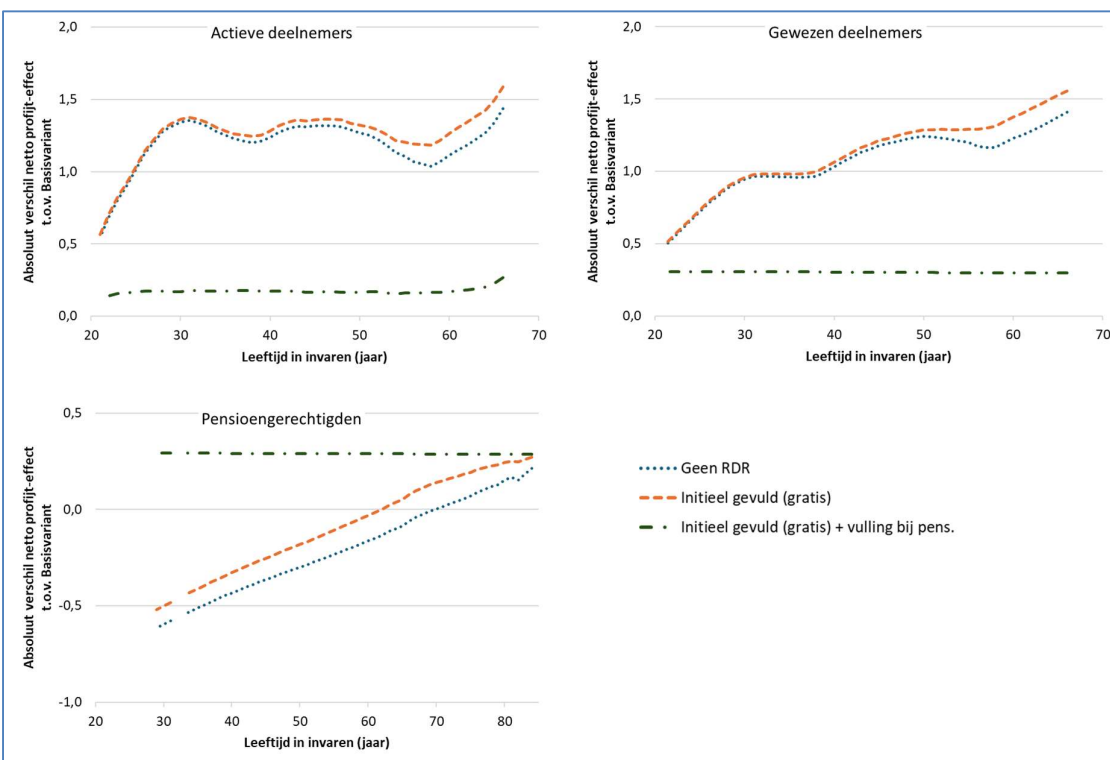 Actieve deelnemers
Absoluut verschil netto profijt-effect
t.o.v. Basisvariant
2,0
1,5
1,0
0,5
0,0
20 30 40 50 60 70
Leeftijd in invaren (jaar)
Gewezen deelnemers
Absoluut verschil netto profijt-effect
t.o.v. Basisvariant
2,0
1,5
1,0
0,5
0,0
20 30 40 50 60 70
Leeftijd in invaren (jaar)
Pensioengerechtigden
Absoluut verschil netto profijt-effect
t.o.v. Basisvariant
0,5
0,0
-0,5
-1,0
20 30 40 50 60 70 80
Leeftijd in invaren (jaar)
Geen RDR
Initieel gevuld (gratis)
Initieel gevuld (gratis) + vulling bij pens.